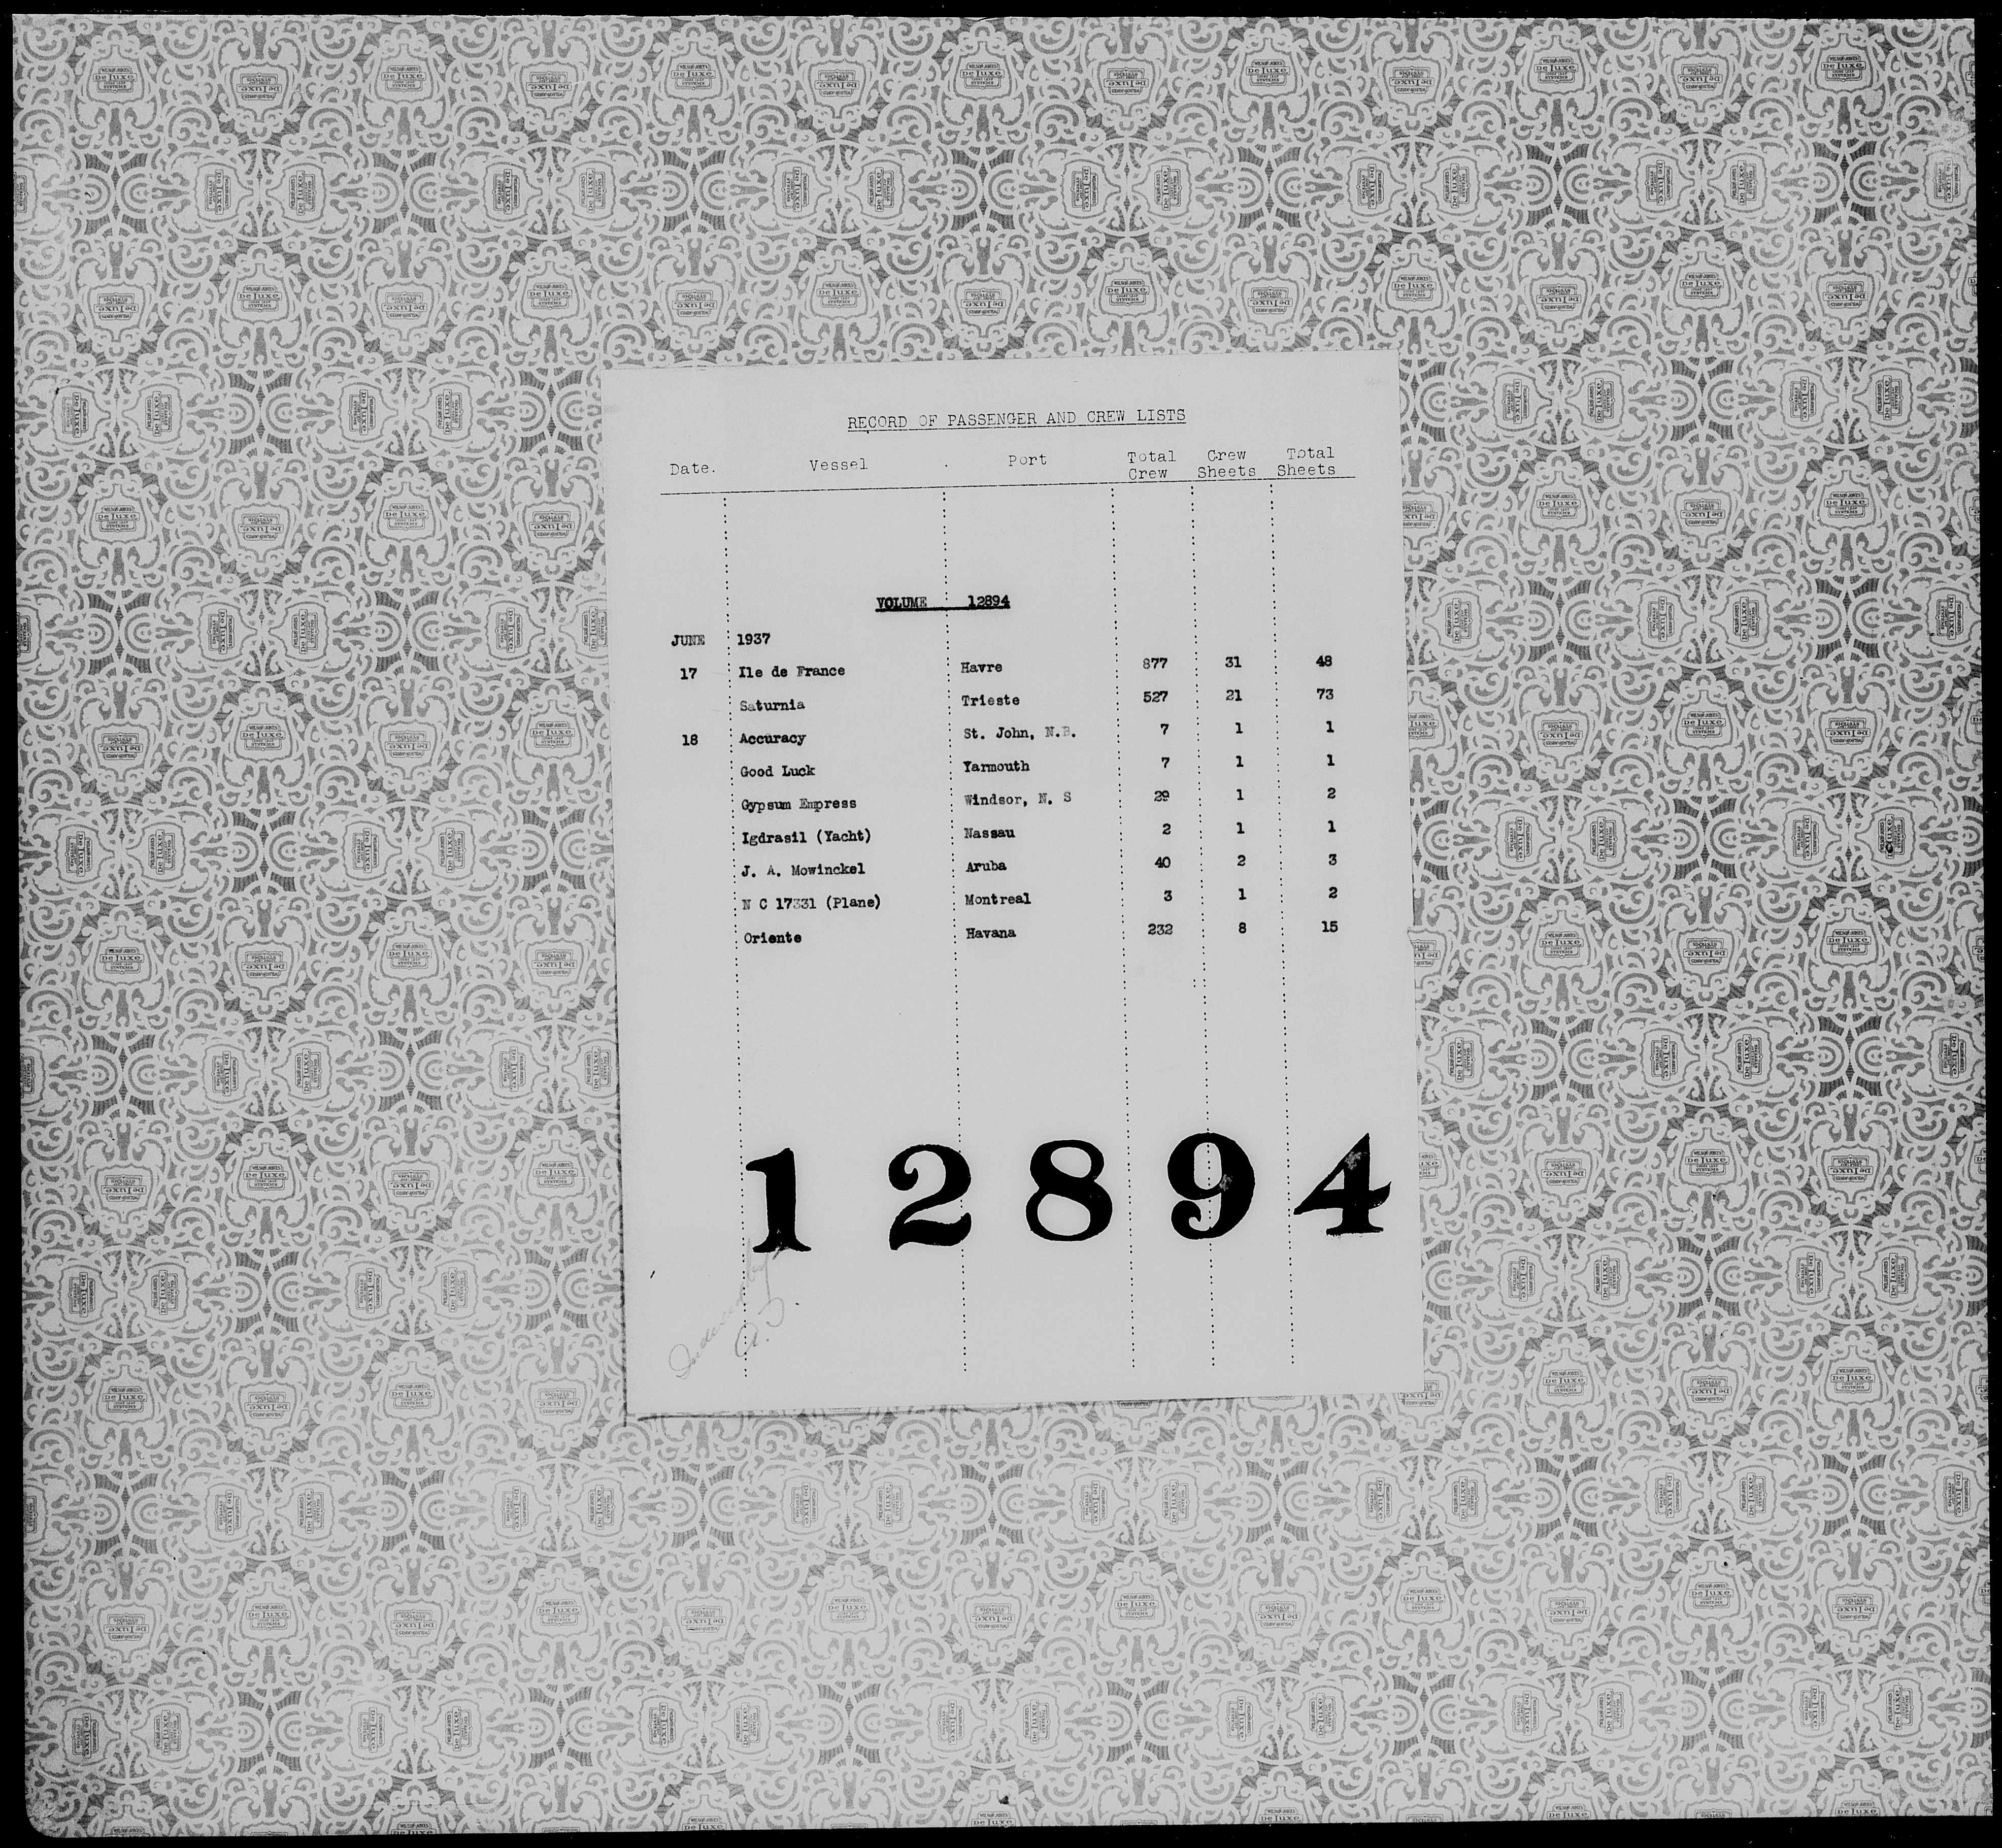 RECORD OF PASSENGER AND CREW LISTS
Date. Vessel . Port Total Crew Crew Sheets Total Sheets
VOLUME 12894
JUNE 1937
17 Ile de France Havre 877 31 48
Saturnia Trieste 527 21 73
18 Accuracy St. John, N.B. 7 1 1
Good Luck Yarmouth 7 1 1
Gypsum Empress Windsor, N. S 29 1 2
Igdrasil (Yacht) Nassau 2 1 1
J. A. Mowinckel Aruba 40 2 3
N C 17331 (Plane) Montreal 3 1 2
Oriente Havana 232 8 15
12894